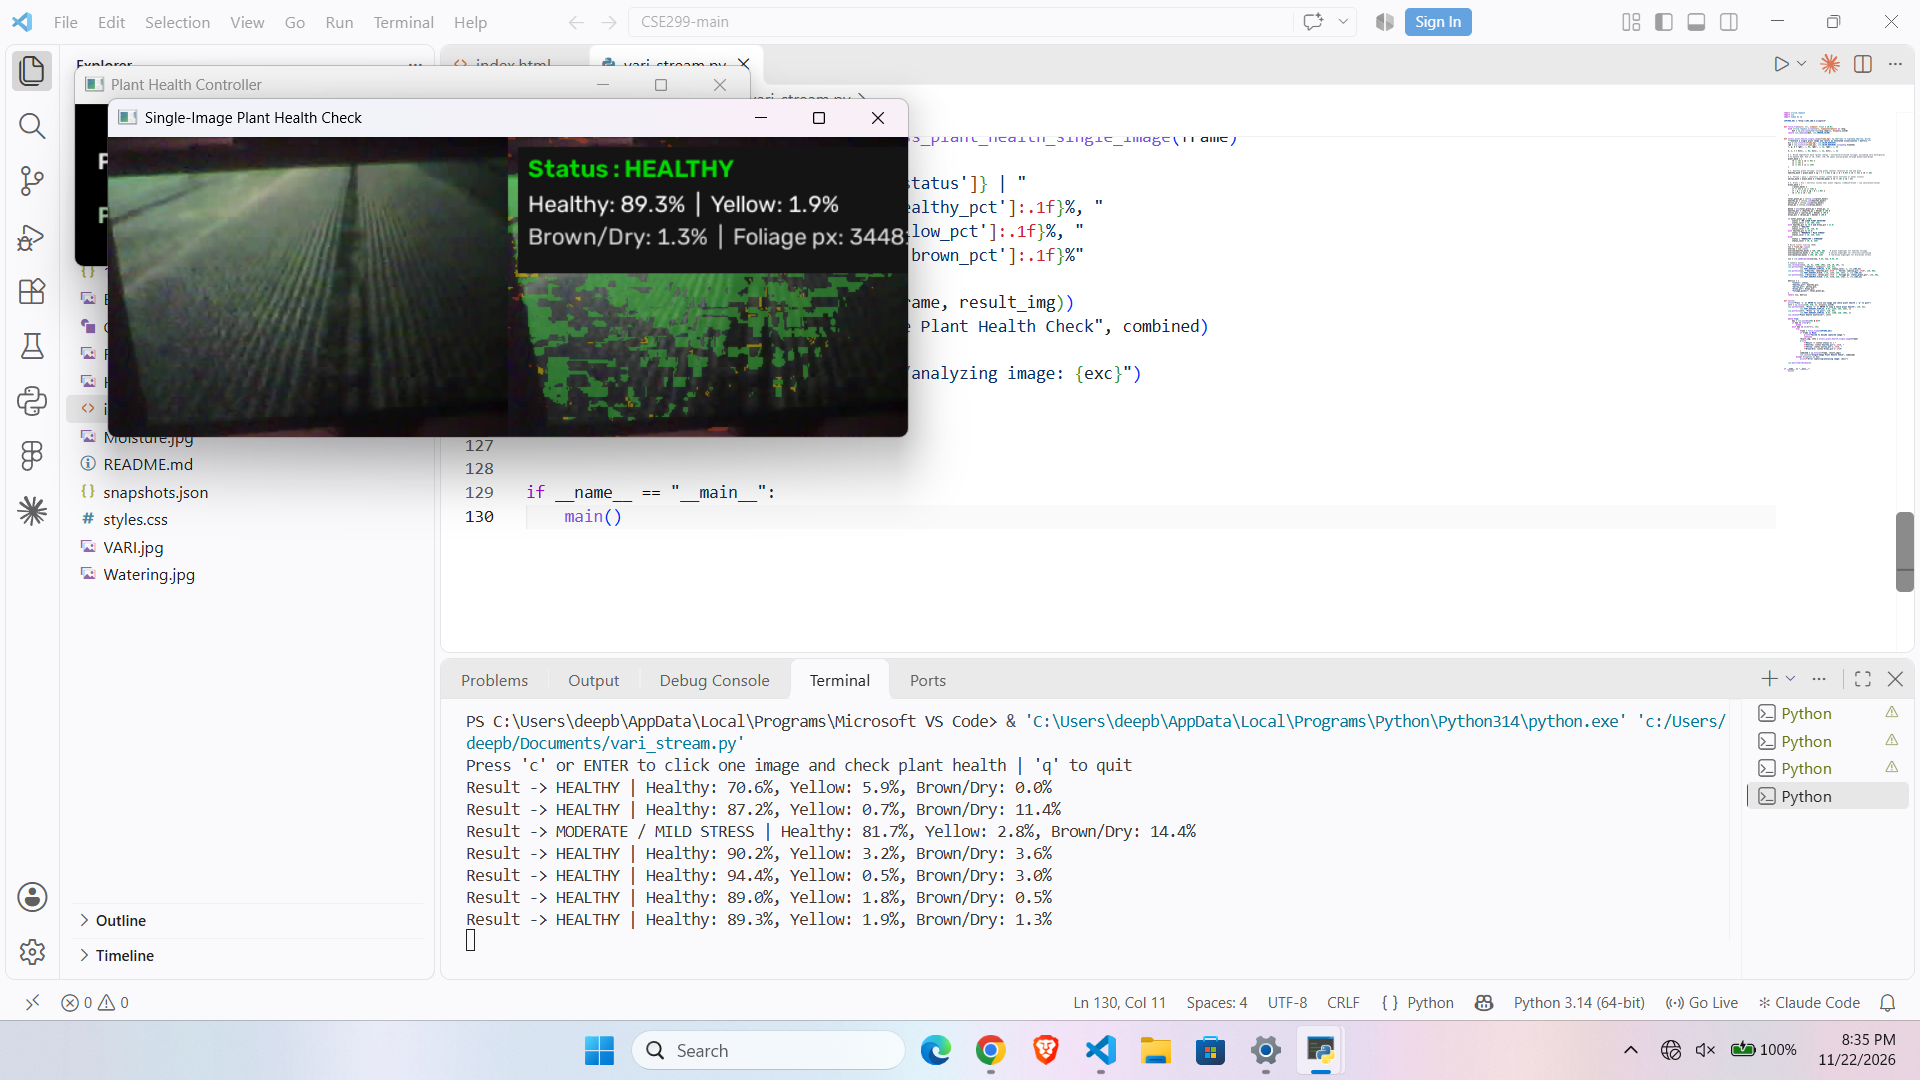 File Edit Selection View Go Run Terminal Help
CSE299-main
Sign In
Explorer
index.html
vari-stream.py
Plant Health Controller
Single-Image Plant Health Check
Status : HEALTHY
Healthy: 89.3% | Yellow: 1.9%
Brown/Dry: 1.3% | Foliage px: 3448
s_plant_health_single_image(frame)
tatus']} | "
ealthy_pct']:.1f}%, "
low_pct']:.1f}%, "
brown_pct']:.1f}%"
rame, result_img))
e Plant Health Check", combined)
/analyzing image: {exc}")
127
128
129 if __name__ == "__main__":
130 main()
Moisture.jpg
README.md
snapshots.json
styles.css
VARI.jpg
Watering.jpg
Outline
Timeline
Problems Output Debug Console Terminal Ports
PS C:\Users\deepb\AppData\Local\Programs\Microsoft VS Code> & 'C:\Users\deepb\AppData\Local\Programs\Python\Python314\python.exe' 'c:/Users/
deepb/Documents/vari_stream.py'
Press 'c' or ENTER to click one image and check plant health | 'q' to quit
Result -> HEALTHY | Healthy: 70.6%, Yellow: 5.9%, Brown/Dry: 0.0%
Result -> HEALTHY | Healthy: 87.2%, Yellow: 0.7%, Brown/Dry: 11.4%
Result -> MODERATE / MILD STRESS | Healthy: 81.7%, Yellow: 2.8%, Brown/Dry: 14.4%
Result -> HEALTHY | Healthy: 90.2%, Yellow: 3.2%, Brown/Dry: 3.6%
Result -> HEALTHY | Healthy: 94.4%, Yellow: 0.5%, Brown/Dry: 3.0%
Result -> HEALTHY | Healthy: 89.0%, Yellow: 1.8%, Brown/Dry: 0.5%
Result -> HEALTHY | Healthy: 89.3%, Yellow: 1.9%, Brown/Dry: 1.3%
Python
Python
Python
Python
0 0
Ln 130, Col 11 Spaces: 4 UTF-8 CRLF { } Python Python 3.14 (64-bit) Go Live Claude Code
Search
100%
8:35 PM
11/22/2026